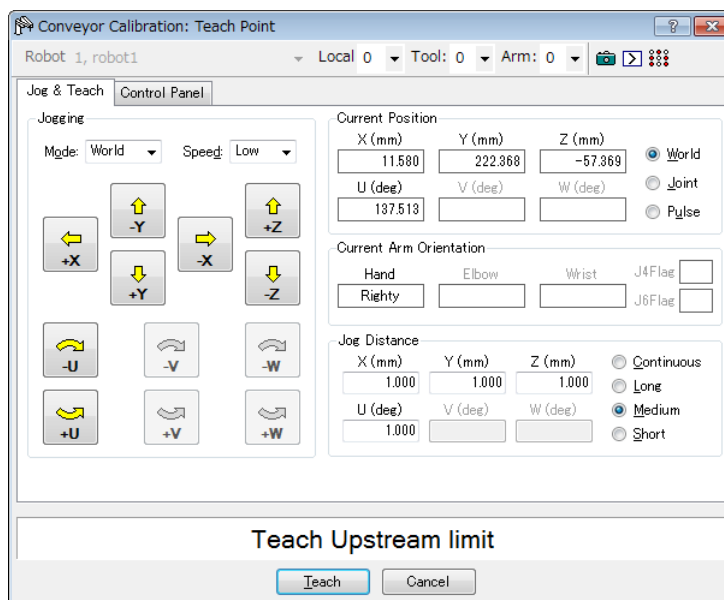 Conveyor Calibration: Teach Point
Robot 1, robot1 Local 0 Tool: 0 Arm: 0
Jog & Teach Control Panel
Jogging
Mode: World Speed: Low
-Y +Z
+X -X
+Y -Z
-U -V -W
+U +V +W
Current Position
X (mm) Y (mm) Z (mm)
11.580 222.368 -57.369
World
U (deg) V (deg) W (deg)
Joint
137.513
Pulse
Current Arm Orientation
Hand Elbow Wrist J4Flag
Righty J6Flag
Jog Distance
X (mm) Y (mm) Z (mm) Continuous
1.000 1.000 1.000
Long
U (deg) V (deg) W (deg) Medium
1.000 Short
Teach Upstream limit
Teach Cancel